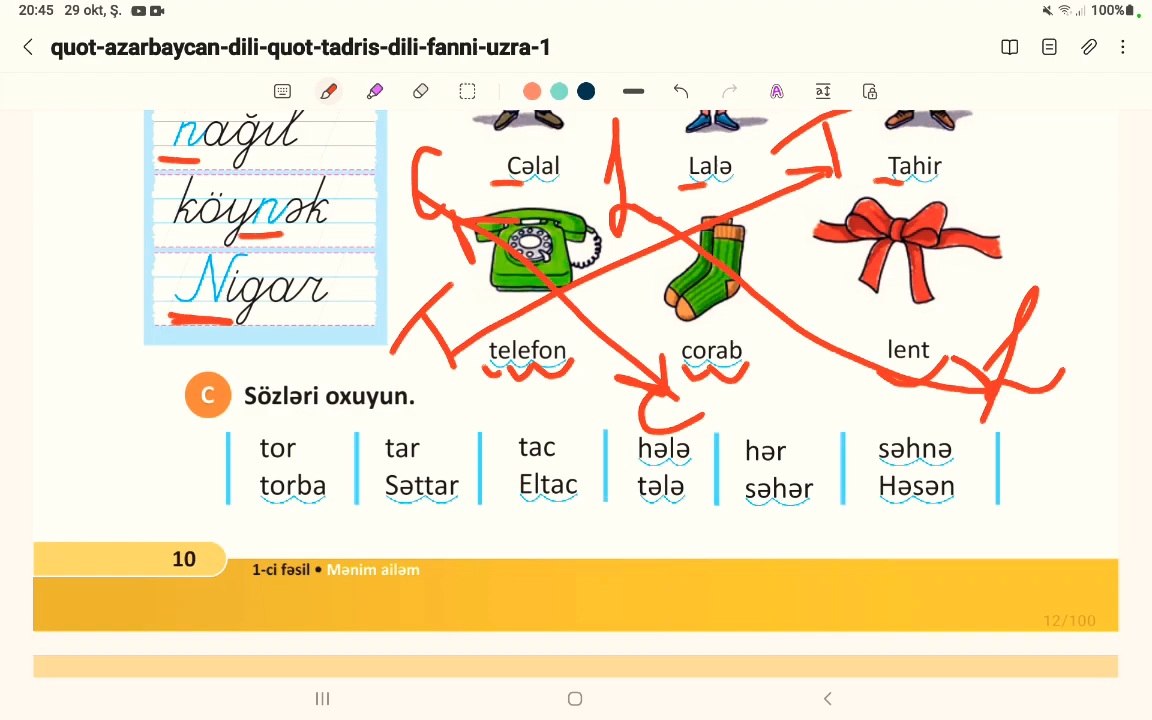 20:45 29 okt, Ş. 100%
quot-azarbaycan-dili-quot-tadris-dili-fanni-uzra-1
nağıl
köynək
Nigar
Cəlal Lalə Tahir
C l T
T c l
telefon corab lent
C Sözləri oxuyun.
tor tar tac hələ hər səhnə
torba Səttar Eltac tələ səhər Həsən
10 1-ci fəsil • Mənim ailəm
12/100